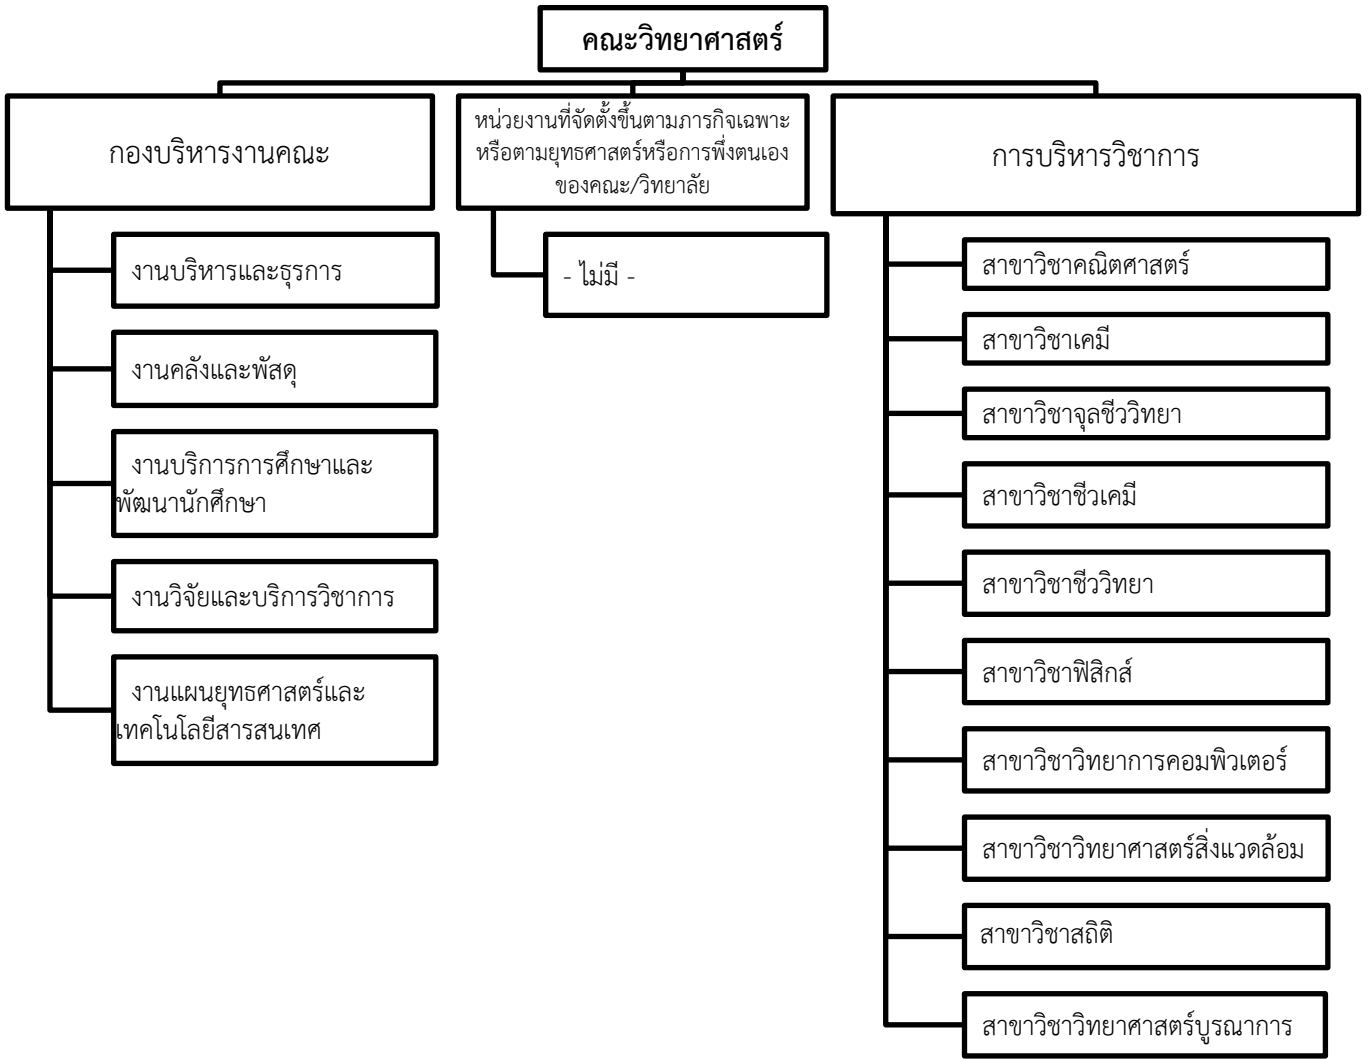 คณะวิทยาศาสตร์
กองบริหารงานคณะ
งานบริหารและธุรการ
งานคลังและพัสดุ
งานบริการการศึกษาและ
พัฒนานักศึกษา
งานวิจัยและบริการวิชาการ
งานแผนยุทธศาสตร์และ
เทคโนโลยีสารสนเทศ
หน่วยงานที่จัดตั้งขึ้นตามภารกิจเฉพาะ
หรือตามยุทธศาสตร์หรือการพึ่งตนเอง
ของคณะ/วิทยาลัย
- ไม่มี -
การบริหารวิชาการ
สาขาวิชาคณิตศาสตร์
สาขาวิชาเคมี
สาขาวิชาจุลชีววิทยา
สาขาวิชาชีวเคมี
สาขาวิชาชีววิทยา
สาขาวิชาฟิสิกส์
สาขาวิชาวิทยาการคอมพิวเตอร์
สาขาวิชาวิทยาศาสตร์สิ่งแวดล้อม
สาขาวิชาสถิติ
สาขาวิชาวิทยาศาสตร์บูรณาการ